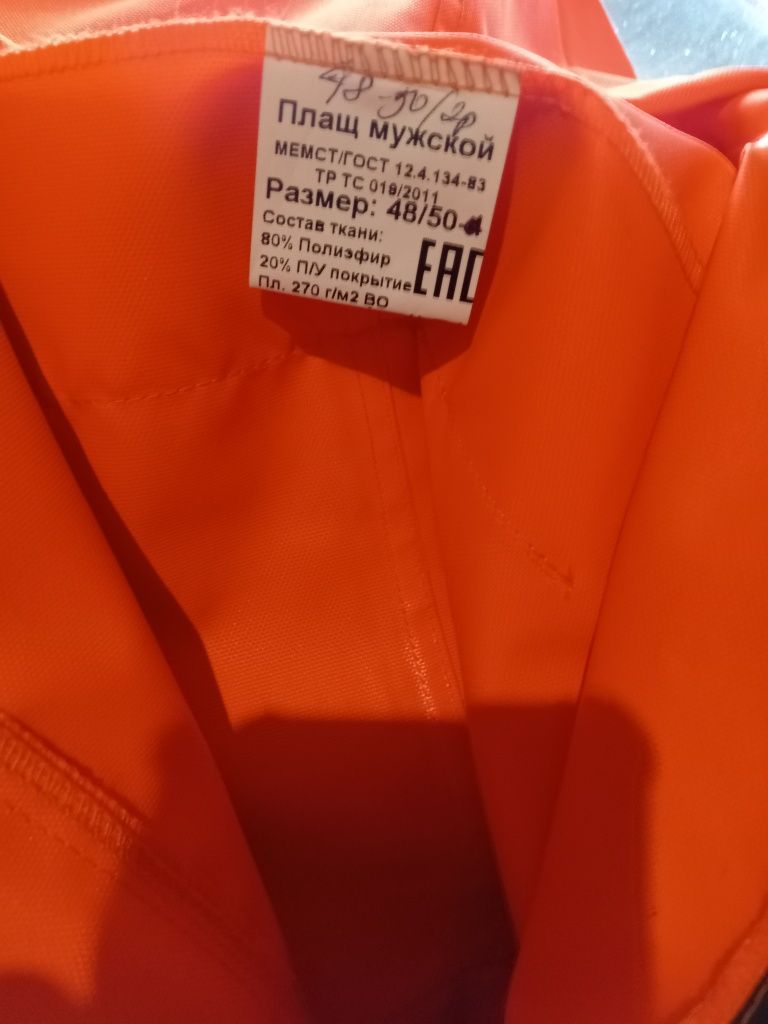 48-50/2р
Плащ мужской
МЕМСТ/ГОСТ 12.4.134-83
ТР ТС 019/2011
Размер: 48/50-
Состав ткани:
80% Полиэфир
20% П/У покрытие
Пл. 270 г/м2 ВО
EAC